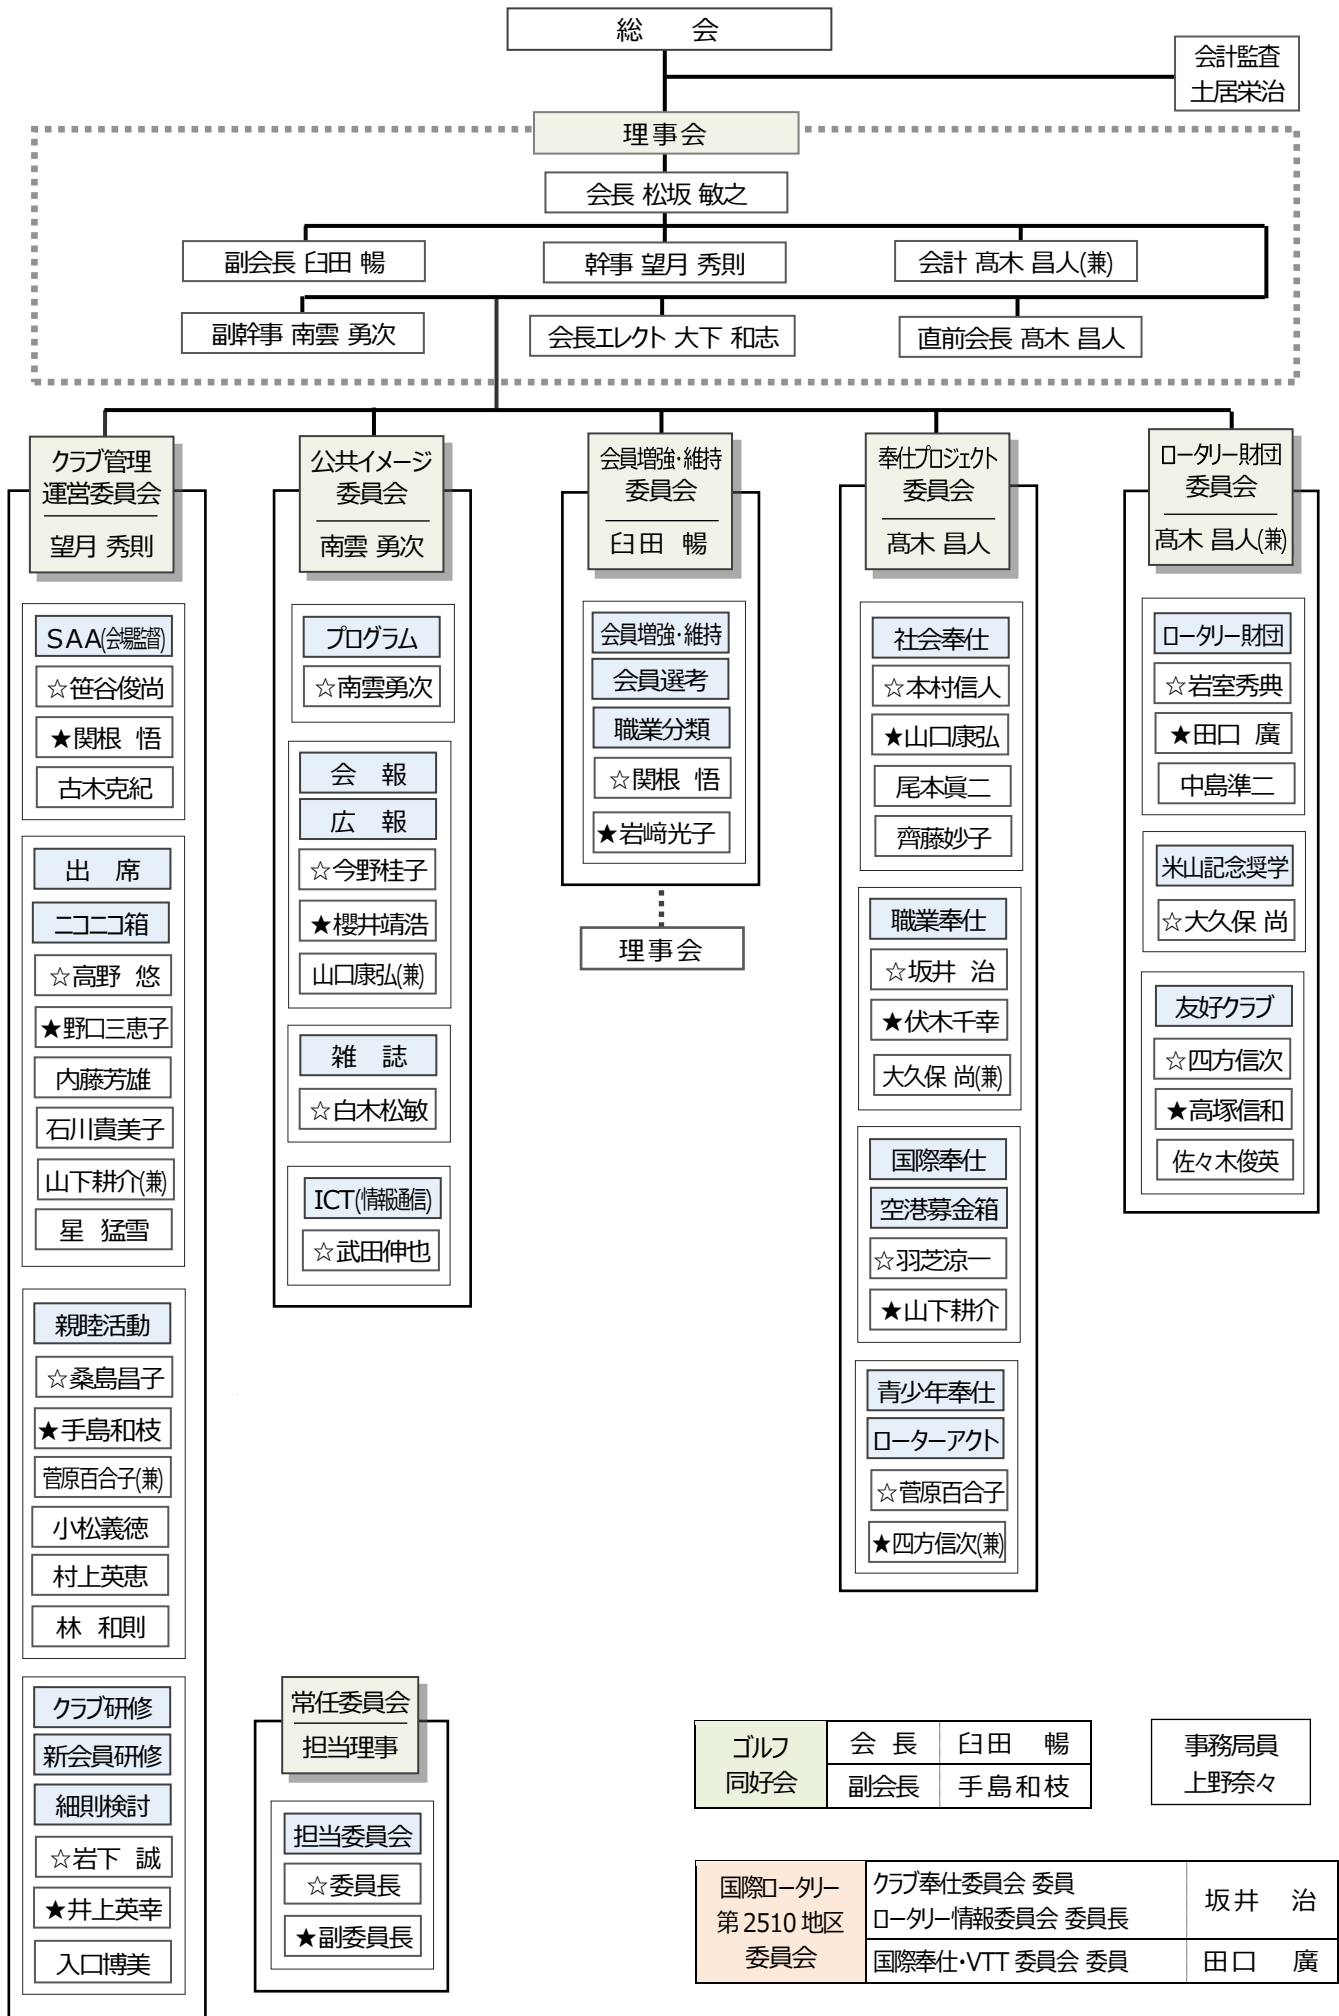 総　会
会計監査
土居栄治
理事会
会長 松坂 敏之
副会長 臼田 暢
幹事 望月 秀則
会計 髙木 昌人(兼)
副幹事 南雲 勇次
会長エレクト 大下 和志
直前会長 髙木 昌人
クラブ管理
運営委員会
望月 秀則
SAA(会場監督)
☆笹谷俊尚
★関根 悟
古木克紀
出 席
ニコニコ箱
☆高野 悠
★野口三恵子
内藤芳雄
石川貴美子
山下耕介(兼)
星 猛雪
親睦活動
☆桑島昌子
★手島和枝
菅原百合子(兼)
小松義徳
村上英恵
林 和則
クラブ研修
新会員研修
細則検討
☆岩下 誠
★井上英幸
入口博美
公共イメージ
委員会
南雲 勇次
プログラム
☆南雲勇次
会 報
広 報
☆今野桂子
★櫻井靖浩
山口康弘(兼)
雑 誌
☆白木松敏
ICT(情報通信)
☆武田伸也
会員増強・維持
委員会
臼田 暢
会員増強・維持
会員選考
職業分類
☆関根 悟
★岩﨑光子
理事会
奉仕プロジェクト
委員会
髙木 昌人
社会奉仕
☆本村信人
★山口康弘
尾本眞二
齊藤妙子
職業奉仕
☆坂井 治
★伏木千幸
大久保 尚(兼)
国際奉仕
空港募金箱
☆羽芝涼一
★山下耕介
青少年奉仕
ローターアクト
☆菅原百合子
★四方信次(兼)
ロータリー財団
委員会
髙木 昌人(兼)
ロータリー財団
☆岩室秀典
★田口 廣
中島準二
米山記念奨学
☆大久保 尚
友好クラブ
☆四方信次
★高塚信和
佐々木俊英
常任委員会
担当理事
担当委員会
☆委員長
★副委員長
ゴルフ
同好会
会 長 臼田 暢
副会長 手島和枝
事務局員
上野奈々
国際ロータリー
第 2510 地区
委員会
クラブ奉仕委員会 委員
ロータリー情報委員会 委員長
坂井 治
国際奉仕・VTT 委員会 委員 田口 廣